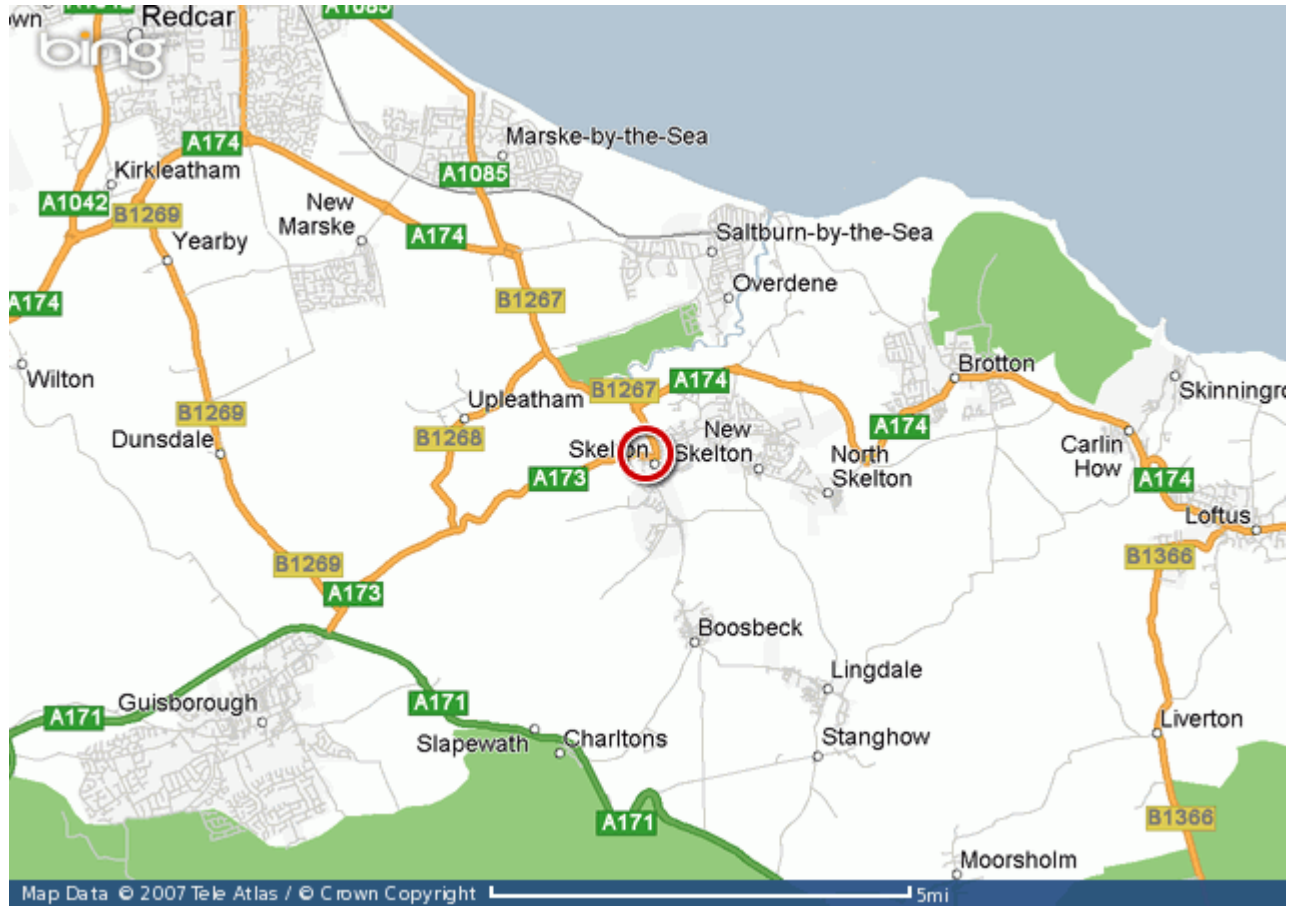 own
Redcar
A1042
A1085
bing
Marske-by-the-Sea
A174
Kirkleatham
A1085
A1042
B1269
New
Marske
Yearby
A174
Saltburn-by-the-Sea
Overdene
A174
B1267
Wilton
Brotton
Skinningro
B1267
A174
Upleatham
B1269
Dunsdale
B1268
Skelton
New
Skelton
A174
North
Skelton
Carlin
How
A173
A174
Loftus
B1269
A173
B1366
Boosbeck
Lingdale
Guisborough
A171
A171
Slapewath
Charltons
Stanghow
Liverton
A171
B1366
Moorsholm
Map Data © 2007 Tele Atlas / © Crown Copyright
5mi